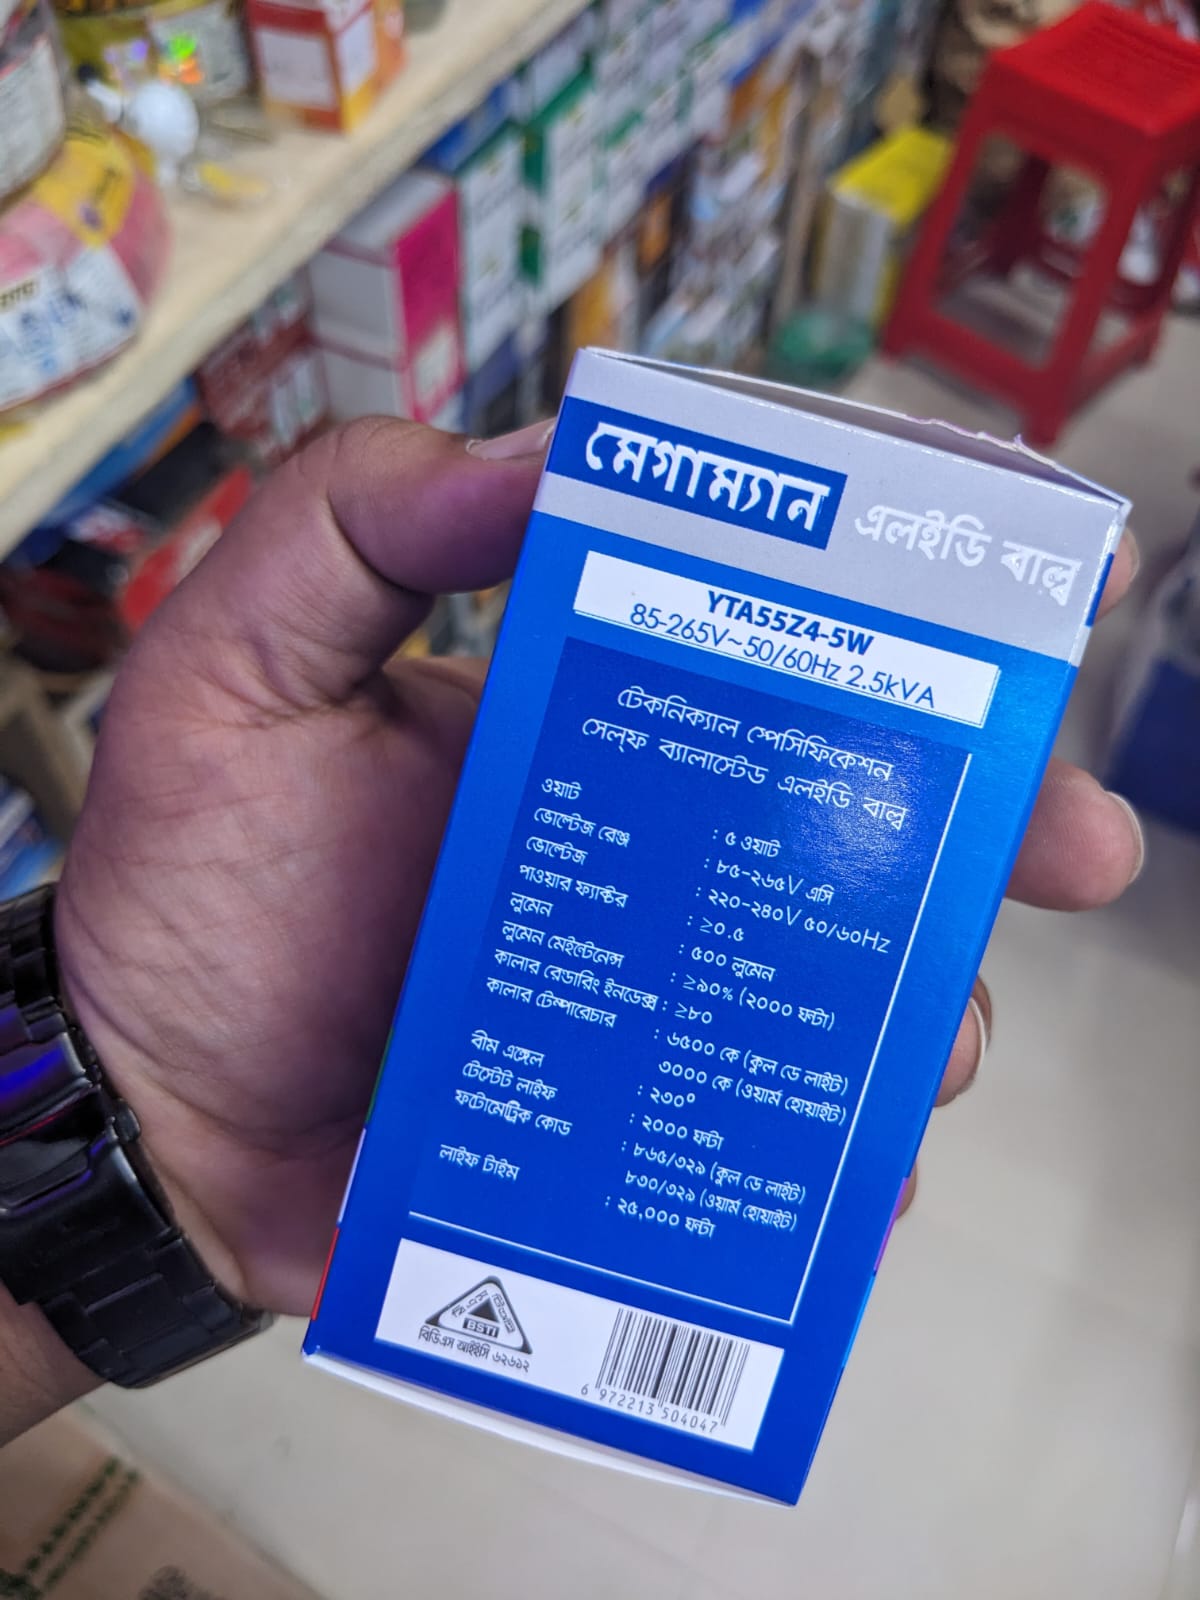 মেগাম্যান এলইডি বাল্ব
YTA55Z4-5W
85-265V~50/60Hz 2.5kVA
টেকনিক্যাল স্পেসিফিকেশন
সেল্ফ ব্যালাস্টেড এলইডি বাল্ব
ওয়াট : ৫ ওয়াট
ভোল্টেজ রেঞ্জ : ৮৫-২৬৫V এসি
ভোল্টেজ : ২২০-২৪০V ৫০/৬০Hz
পাওয়ার ফ্যাক্টর : ≥০.৫
লুমেন : ৫০০ লুমেন
লুমেন মেইন্টেনেন্স : ≥৯০% (২০০০ ঘন্টা)
কালার রেন্ডারিং ইনডেক্স : ≥৮০
কালার টেম্পারেচার : ৬৫০০ কে (কুল ডে লাইট)
৩০০০ কে (ওয়ার্ম হোয়াইট)
বীম এঙ্গেল : ২৩০°
টেস্টেট লাইফ : ২০০০ ঘন্টা
ফটোমেট্রিক কোড : ৮৬৫/৩২৯ (কুল ডে লাইট)
৮৩০/৩২৯ (ওয়ার্ম হোয়াইট)
লাইফ টাইম : ২৫,০০০ ঘন্টা
BSTI
বিডিএস আইইসি ৬২৬১২
6 972213 504047